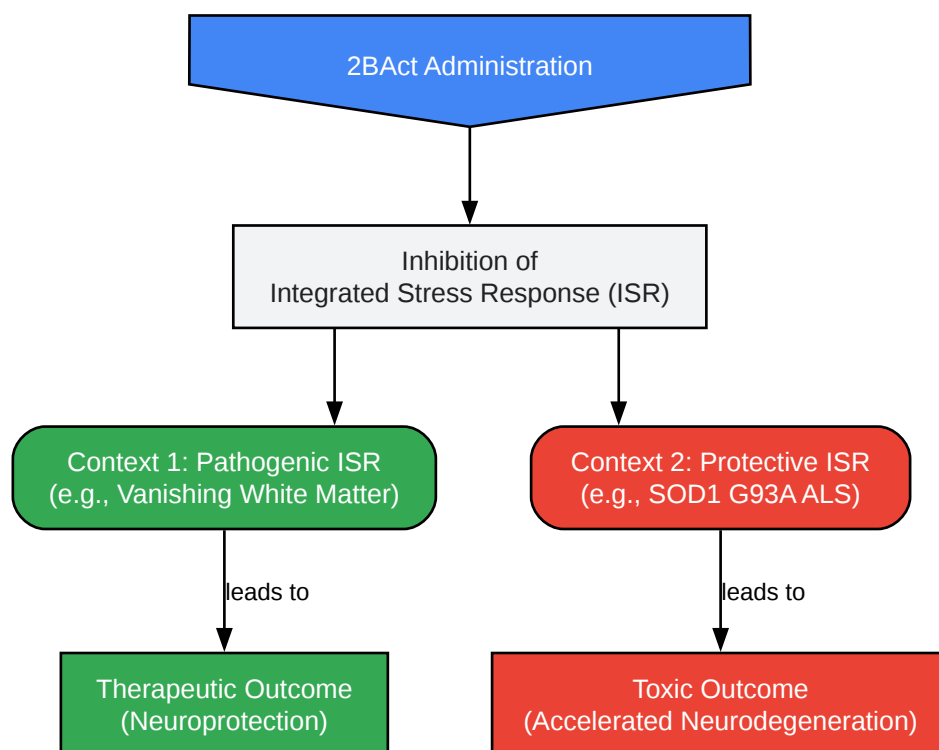 2BAct Administration
Inhibition of
Integrated Stress Response (ISR)
Context 1: Pathogenic ISR
(e.g., Vanishing White Matter)
Context 2: Protective ISR
(e.g., SOD1 G93A ALS)
leads to
leads to
Therapeutic Outcome
(Neuroprotection)
Toxic Outcome
(Accelerated Neurodegeneration)